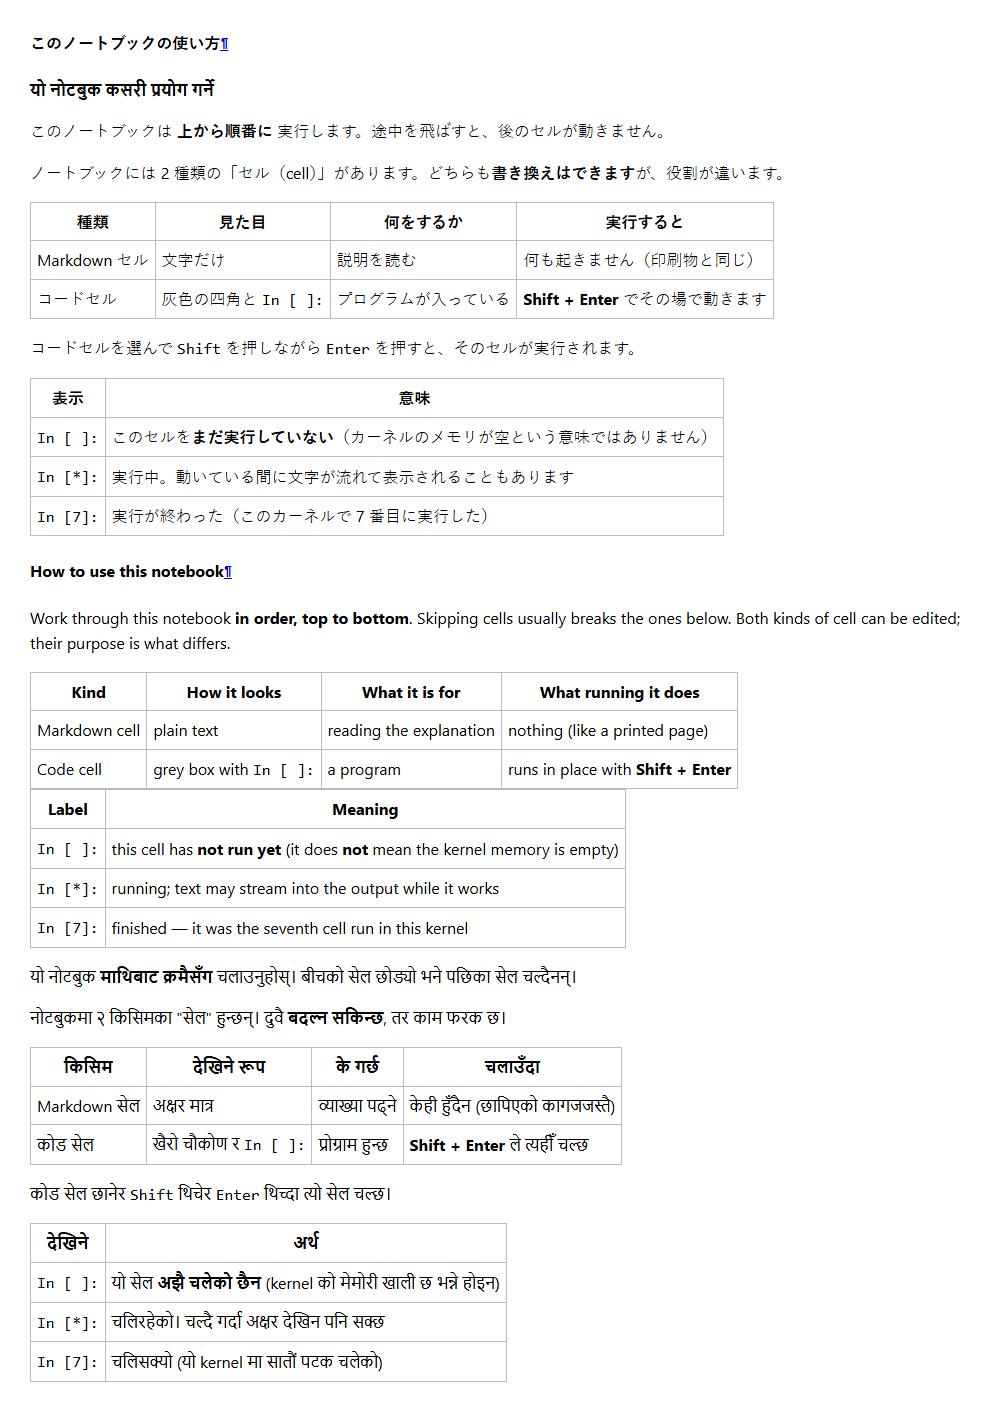 このノートブックの使い方¶
यो नोटबुक कसरी प्रयोग गर्ने
このノートブックは 上から順番に 実行します。途中を飛ばすと、後のセルが動きません。
ノートブックには 2 種類の「セル（cell）」があります。どちらも書き換えはできますが、役割が違います。
種類 見た目 何をするか 実行すると
Markdown セル 文字だけ 説明を読む 何も起きません（印刷物と同じ）
コードセル 灰色の四角と In [ ]: プログラムが入っている Shift + Enter でその場で動きます
コードセルを選んで Shift を押しながら Enter を押すと、そのセルが実行されます。
表示 意味
In [ ]: このセルをまだ実行していない（カーネルのメモリが空という意味ではありません）
In [*]: 実行中。動いている間に文字が流れて表示されることもあります
In [7]: 実行が終わった（このカーネルで 7 番目に実行した）
How to use this notebook¶
Work through this notebook in order, top to bottom. Skipping cells usually breaks the ones below. Both kinds of cell can be edited;
their purpose is what differs.
Kind How it looks What it is for What running it does
Markdown cell plain text reading the explanation nothing (like a printed page)
Code cell grey box with In [ ]: a program runs in place with Shift + Enter
Label Meaning
In [ ]: this cell has not run yet (it does not mean the kernel memory is empty)
In [*]: running; text may stream into the output while it works
In [7]: finished — it was the seventh cell run in this kernel
यो नोटबुक माथिबाट क्रमैसँग चलाउनुहोस्। बीचको सेल छोड्यो भने पछिका सेल चल्दैनन्।
नोटबुकमा २ किसिमका "सेल" हुन्छन्। दुवै बदल्न सकिन्छ, तर काम फरक छ।
किसिम देखिने रूप के गर्छ चलाउँदा
Markdown सेल अक्षर मात्र व्याख्या पढ्ने केही हुँदैन (छापिएको कागजजस्तै)
कोड सेल खैरो चौकोण र In [ ]: प्रोग्राम हुन्छ Shift + Enter ले त्यहीँ चल्छ
कोड सेल छानेर Shift थिचेर Enter थिच्दा त्यो सेल चल्छ।
देखिने अर्थ
In [ ]: यो सेल अझै चलेको छैन (kernel को मेमोरी खाली छ भन्ने होइन)
In [*]: चलिरहेको। चल्दै गर्दा अक्षर देखिन पनि सक्छ
In [7]: चलिसक्यो (यो kernel मा सातौं पटक चलेको)